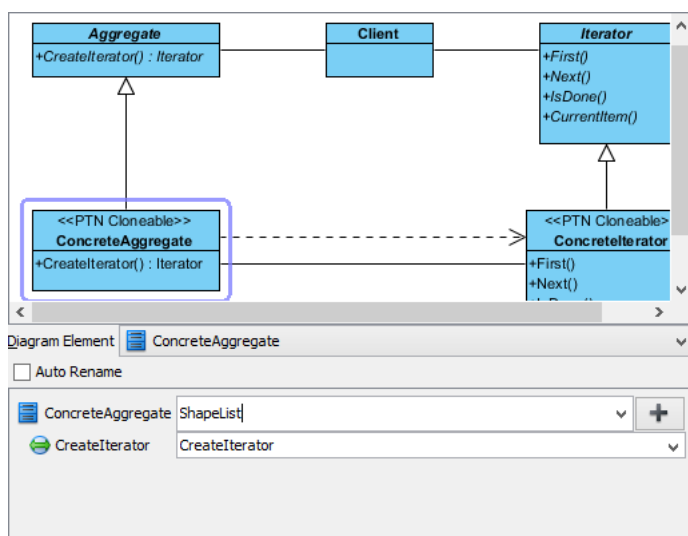 Aggregate
+CreateIterator() : Iterator
Client
Iterator
+First()
+Next()
+IsDone()
+CurrentItem()
<<PTN Cloneable>>
ConcreteAggregate
+CreateIterator() : Iterator
<<PTN Cloneable>
ConcreteIterator
+First()
+Next()
Diagram Element ConcreteAggregate
Auto Rename
ConcreteAggregate ShapeList
CreateIterator CreateIterator